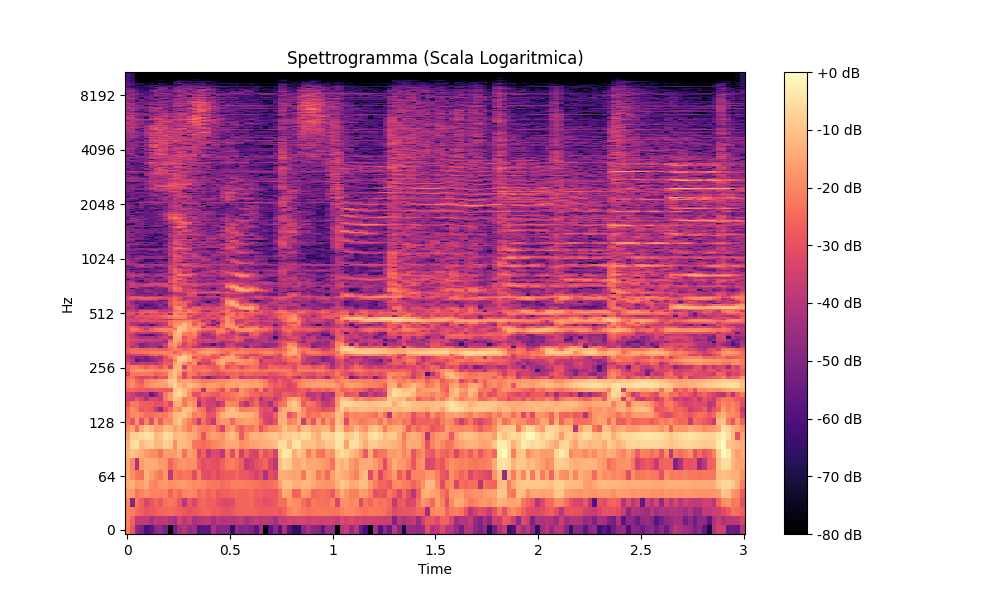 Spettrogramma (Scala Logaritmica)
Hz
8192
4096
2048
1024
512
256
128
64
0
0
0.5
1
1.5
2
2.5
3
Time
+0 dB
-10 dB
-20 dB
-30 dB
-40 dB
-50 dB
-60 dB
-70 dB
-80 dB